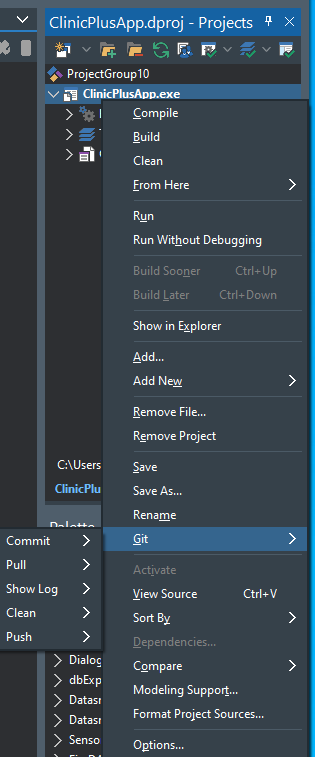 ClinicPlusApp.dproj - Projects
ProjectGroup10
ClinicPlusApp.exe
Compile
Build
Clean
From Here
Run
Run Without Debugging
Build Sooner Ctrl+Up
Build Later Ctrl+Down
Show in Explorer
Add...
Add New
Remove File...
Remove Project
C:\Users
Save
ClinicPlu
Save As...
Rename
Palette
Git
Commit
Pull
Show Log
Clean
Push
Activate
View Source Ctrl+V
Sort By
Dependencies...
Dialog
Compare
dbExp
Modeling Support...
Datasn
Format Project Sources...
Datasn
Senso
Options...